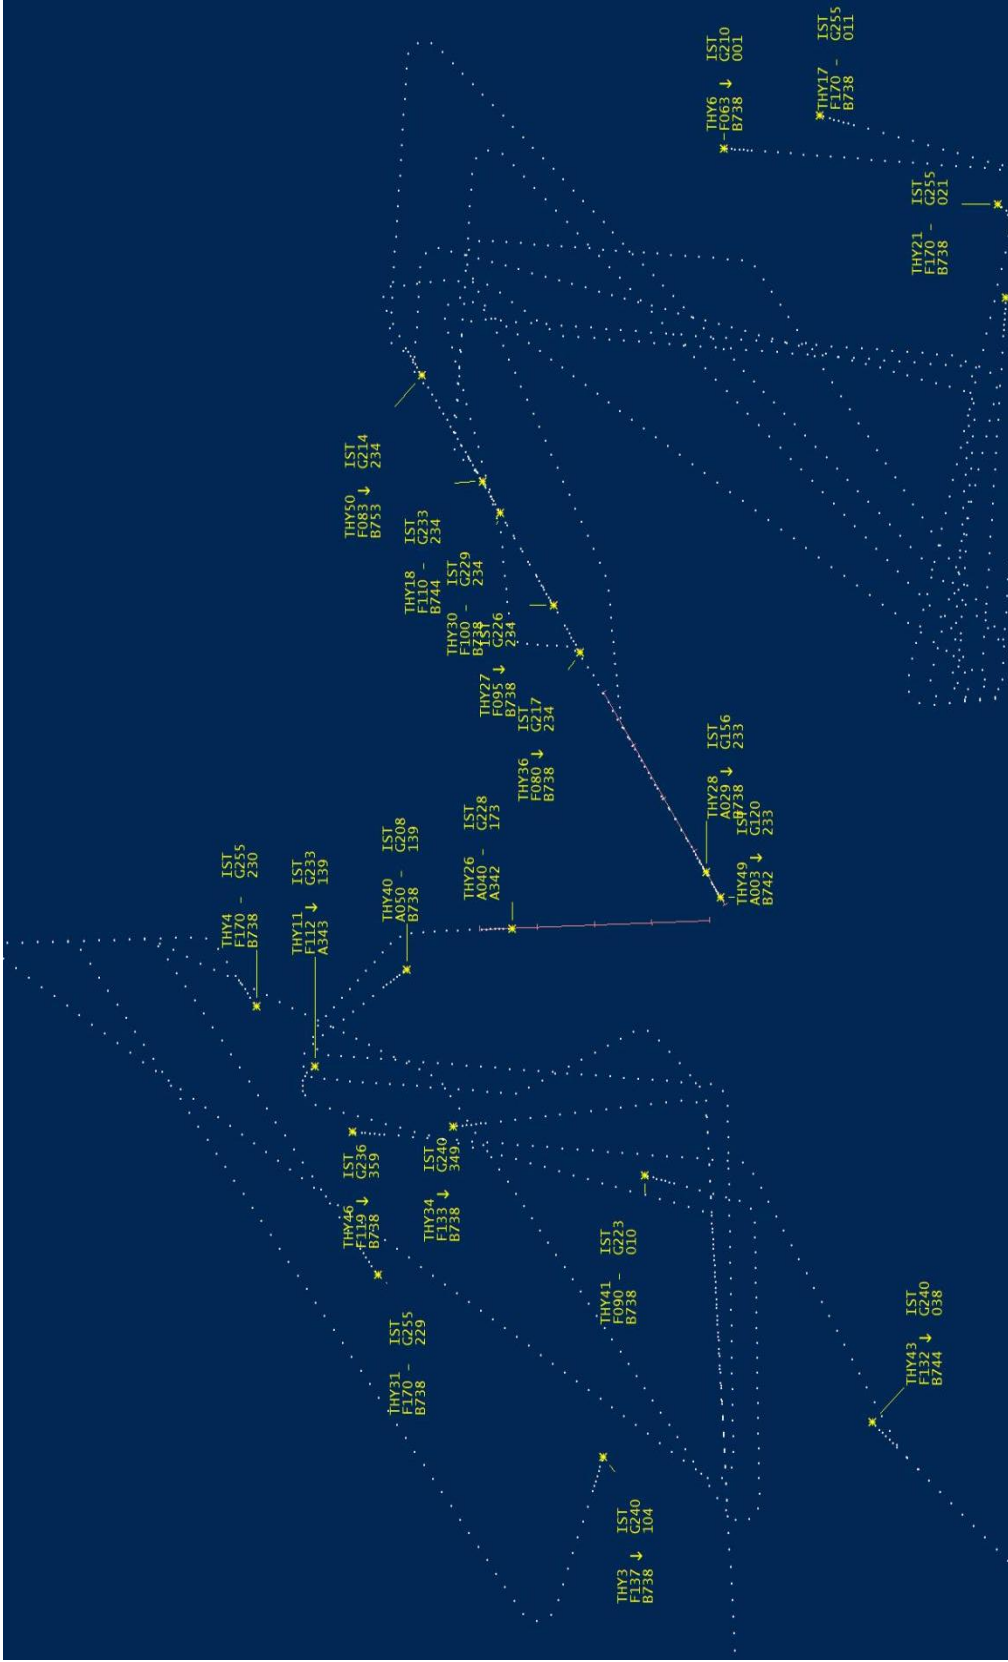 THY4 IST
F170 - G255
B738 230
THY11 IST
F112 ↓ G233
A343 139
THY46 IST
F119 ↓ G236
B738 359
THY50 IST
F083 ↓ G214
B753 234
THY40 IST
A050 - G208
B738 139
THY31 IST
F170 - G255
B738 229
THY18 IST
F110 - G233
B744 234
THY34 IST
F133 ↓ G240
B738 349
THY30 IST
F100 - G229
B738 234
THY26 IST
A040 - G228
A342 173
THY27 IST
F095 ↓ G226
B738 234
THY36 IST
F080 ↓ G217
B738 234
THY41 IST
F090 - G223
B738 010
THY3 IST
F137 ↓ G240
B738 104
THY28 IST
A029 ↓ G156
B738 233
THY6 IST
F063 ↓ G210
B738 001
THY49 IST
A003 ↓ G120
B742 233
THY17 IST
F170 - G255
B738 011
THY43 IST
F132 ↓ G240
B744 038
THY21 IST
F170 - G255
B738 021